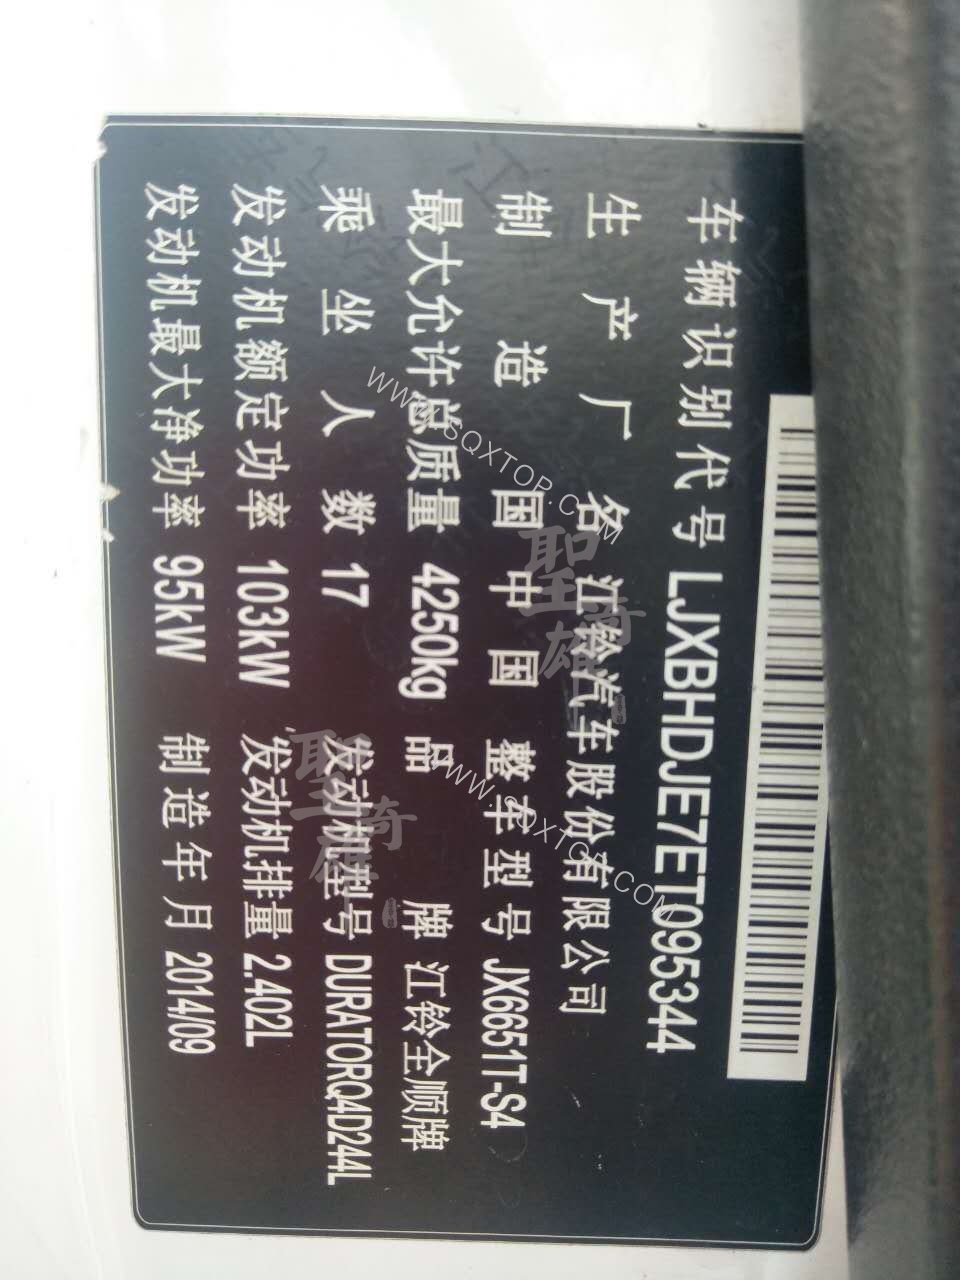 车辆识别代号 LJXBHDJE7ET095344
生产厂名 江铃汽车股份有限公司
制造国 中国 整车型号 JX6651T-S4
最大允许总质量 4250kg 品牌 江铃全顺牌
乘坐人数 17 发动机型号 DURATORQ4D244L
发动机额定功率 103kW 发动机排量 2.402L
发动机最大净功率 95kW 制造年月 2014/09
WWW.SQXTOP.COM
聖琦雄
WWW.SQXTOP.COM
聖琦雄